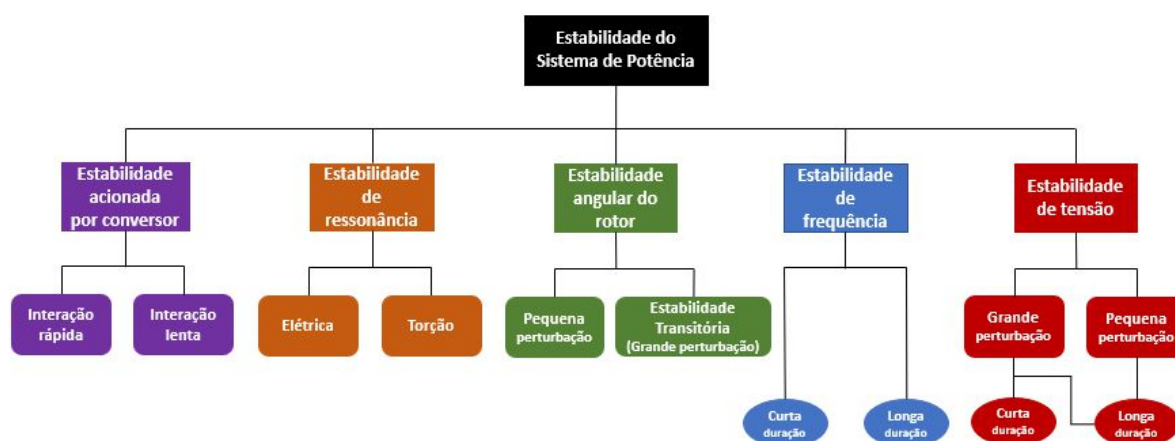 Estabilidade do
Sistema de Potência
Estabilidade
acionada
por conversor
Estabilidade
de
ressonância
Estabilidade
angular do
rotor
Estabilidade
de
frequência
Estabilidade
de tensão
Interação
rápida
Interação
lenta
Elétrica
Torção
Pequena
perturbação
Estabilidade
Transitória
(Grande perturbação)
Grande
perturbação
Pequena
perturbação
Curta
duração
Longa
duração
Curta
duração
Longa
duração